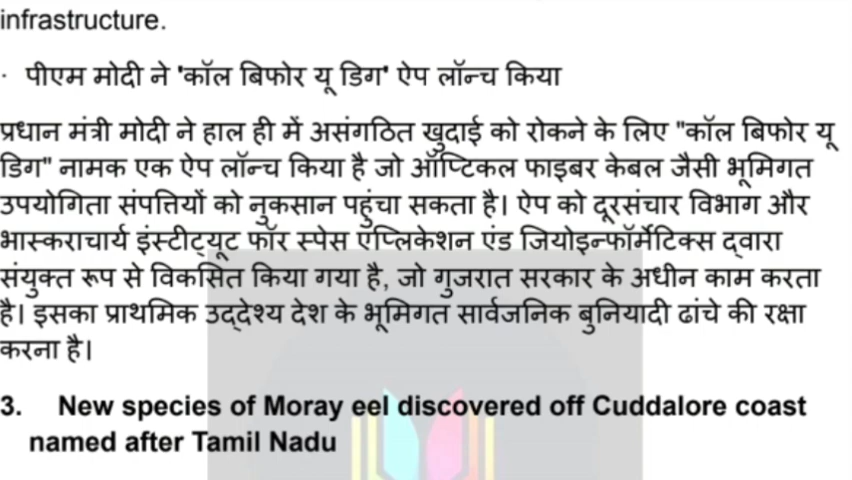 infrastructure.
· पीएम मोदी ने 'कॉल बिफोर यू डिग' ऐप लॉन्च किया
प्रधान मंत्री मोदी ने हाल ही में असंगठित खुदाई को रोकने के लिए "कॉल बिफोर यू
डिग" नामक एक ऐप लॉन्च किया है जो ऑप्टिकल फाइबर केबल जैसी भूमिगत
उपयोगिता संपत्तियों को नुकसान पहुंचा सकता है। ऐप को दूरसंचार विभाग और
भास्कराचार्य इंस्टीट्यूट फॉर स्पेस एप्लिकेशन एंड जियोइन्फॉर्मेटिक्स द्वारा
संयुक्त रूप से विकसित किया गया है, जो गुजरात सरकार के अधीन काम करता
है। इसका प्राथमिक उद्देश्य देश के भूमिगत सार्वजनिक बुनियादी ढांचे की रक्षा
करना है।
3. New species of Moray eel discovered off Cuddalore coast
named after Tamil Nadu